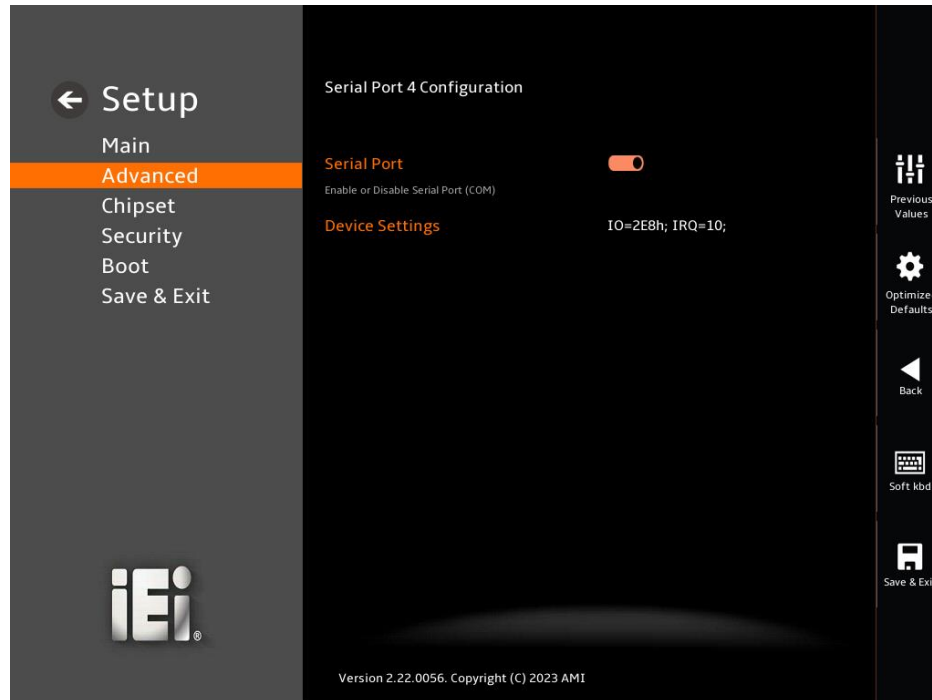 Setup
Main
Advanced
Chipset
Security
Boot
Save & Exit
iEi®
Serial Port 4 Configuration
Serial Port
Enable or Disable Serial Port (COM)
Device Settings IO=2E8h; IRQ=10;
Version 2.22.0056. Copyright (C) 2023 AMI
Previous
Values
Optimize
Defaults
Back
Soft kbd
Save & Exi